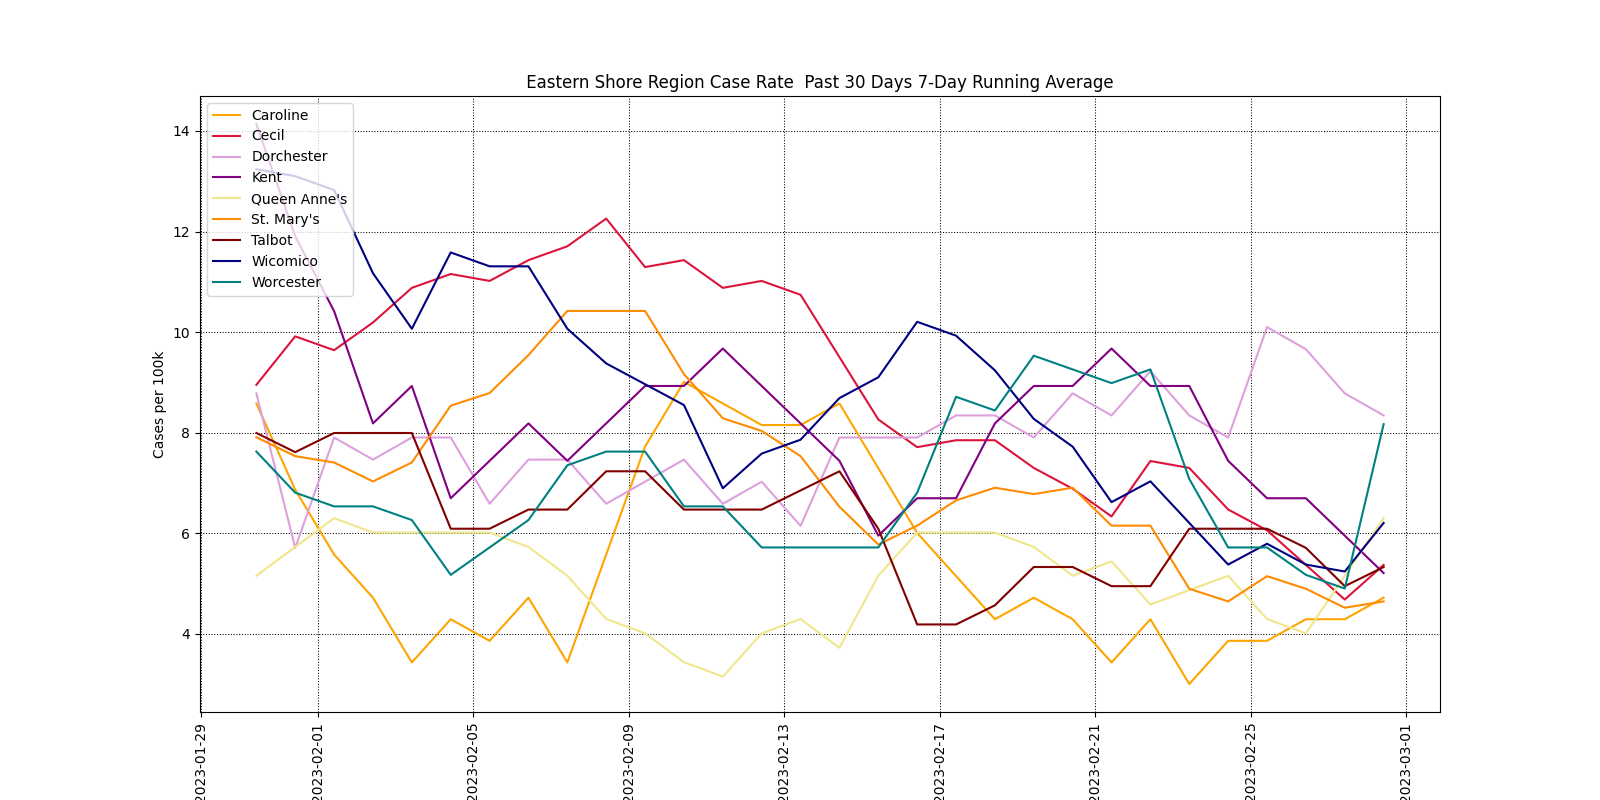 Eastern Shore Region Case Rate  Past 30 Days 7-Day Running Average
Caroline
Cecil
Dorchester
Kent
Queen Anne's
St. Mary's
Talbot
Wicomico
Worcester
Cases per 100k
14
12
10
8
6
4
2023-01-29
2023-02-01
2023-02-05
2023-02-09
2023-02-13
2023-02-17
2023-02-21
2023-02-25
2023-03-01